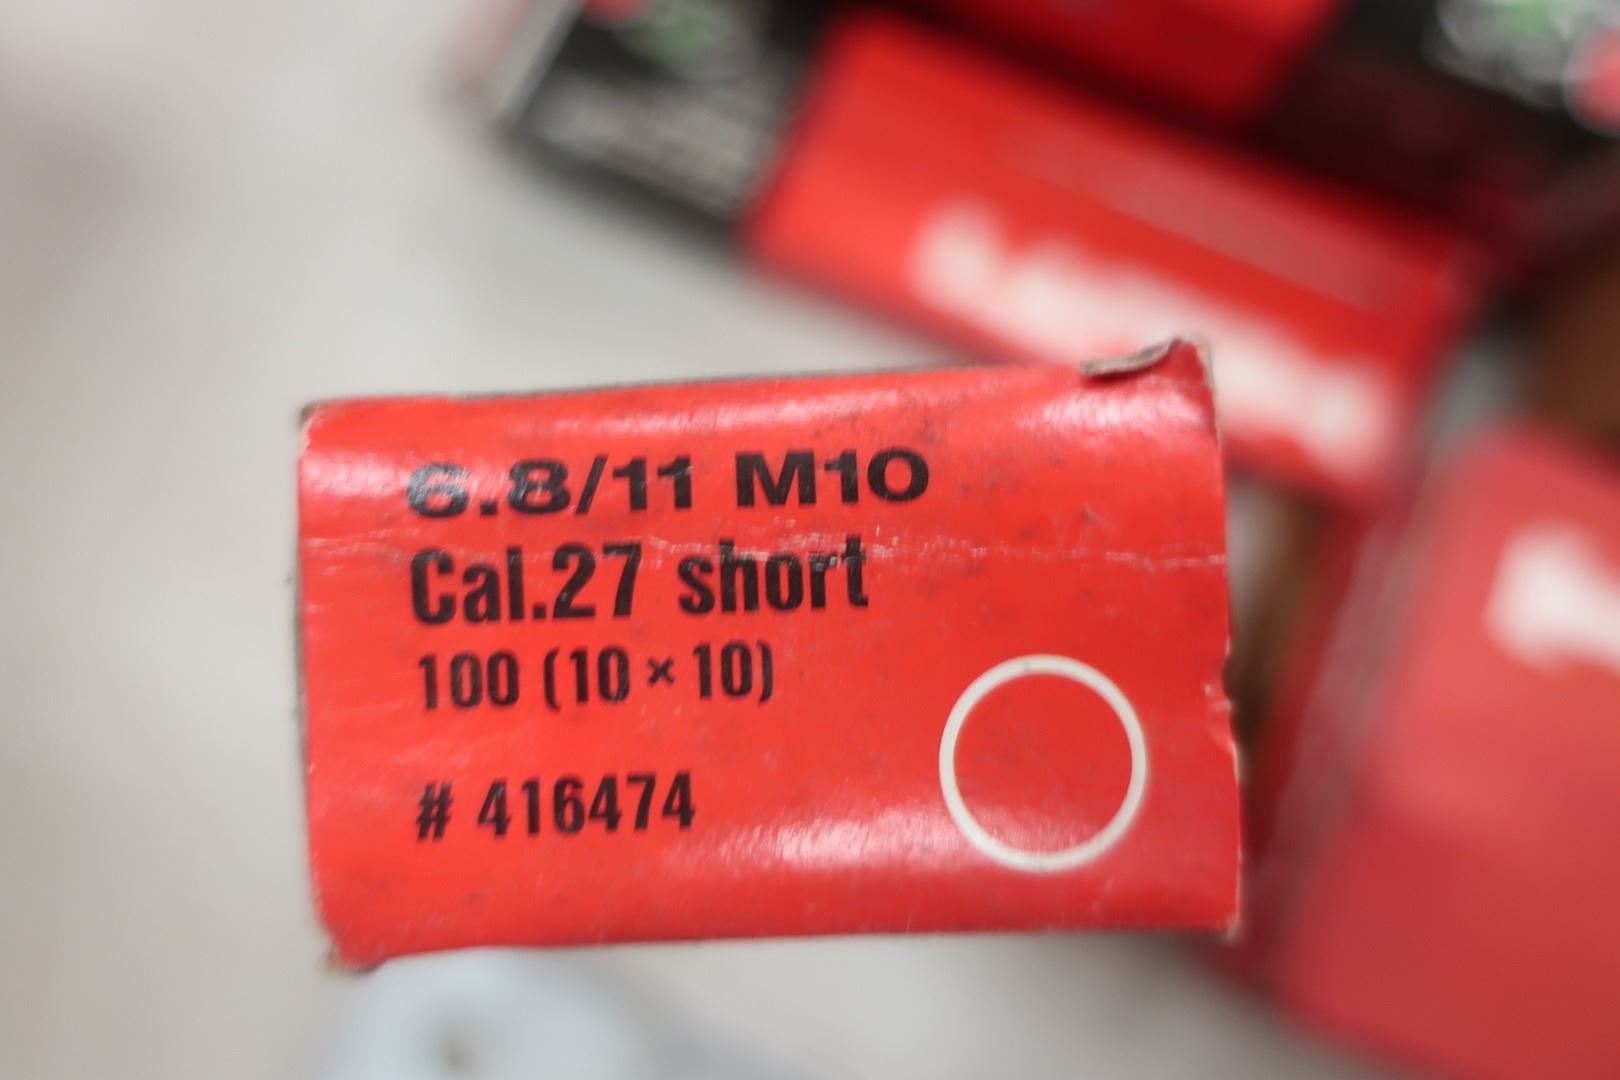 6.8/11 M10
Cal.27 short
100 (10 × 10)
# 416474